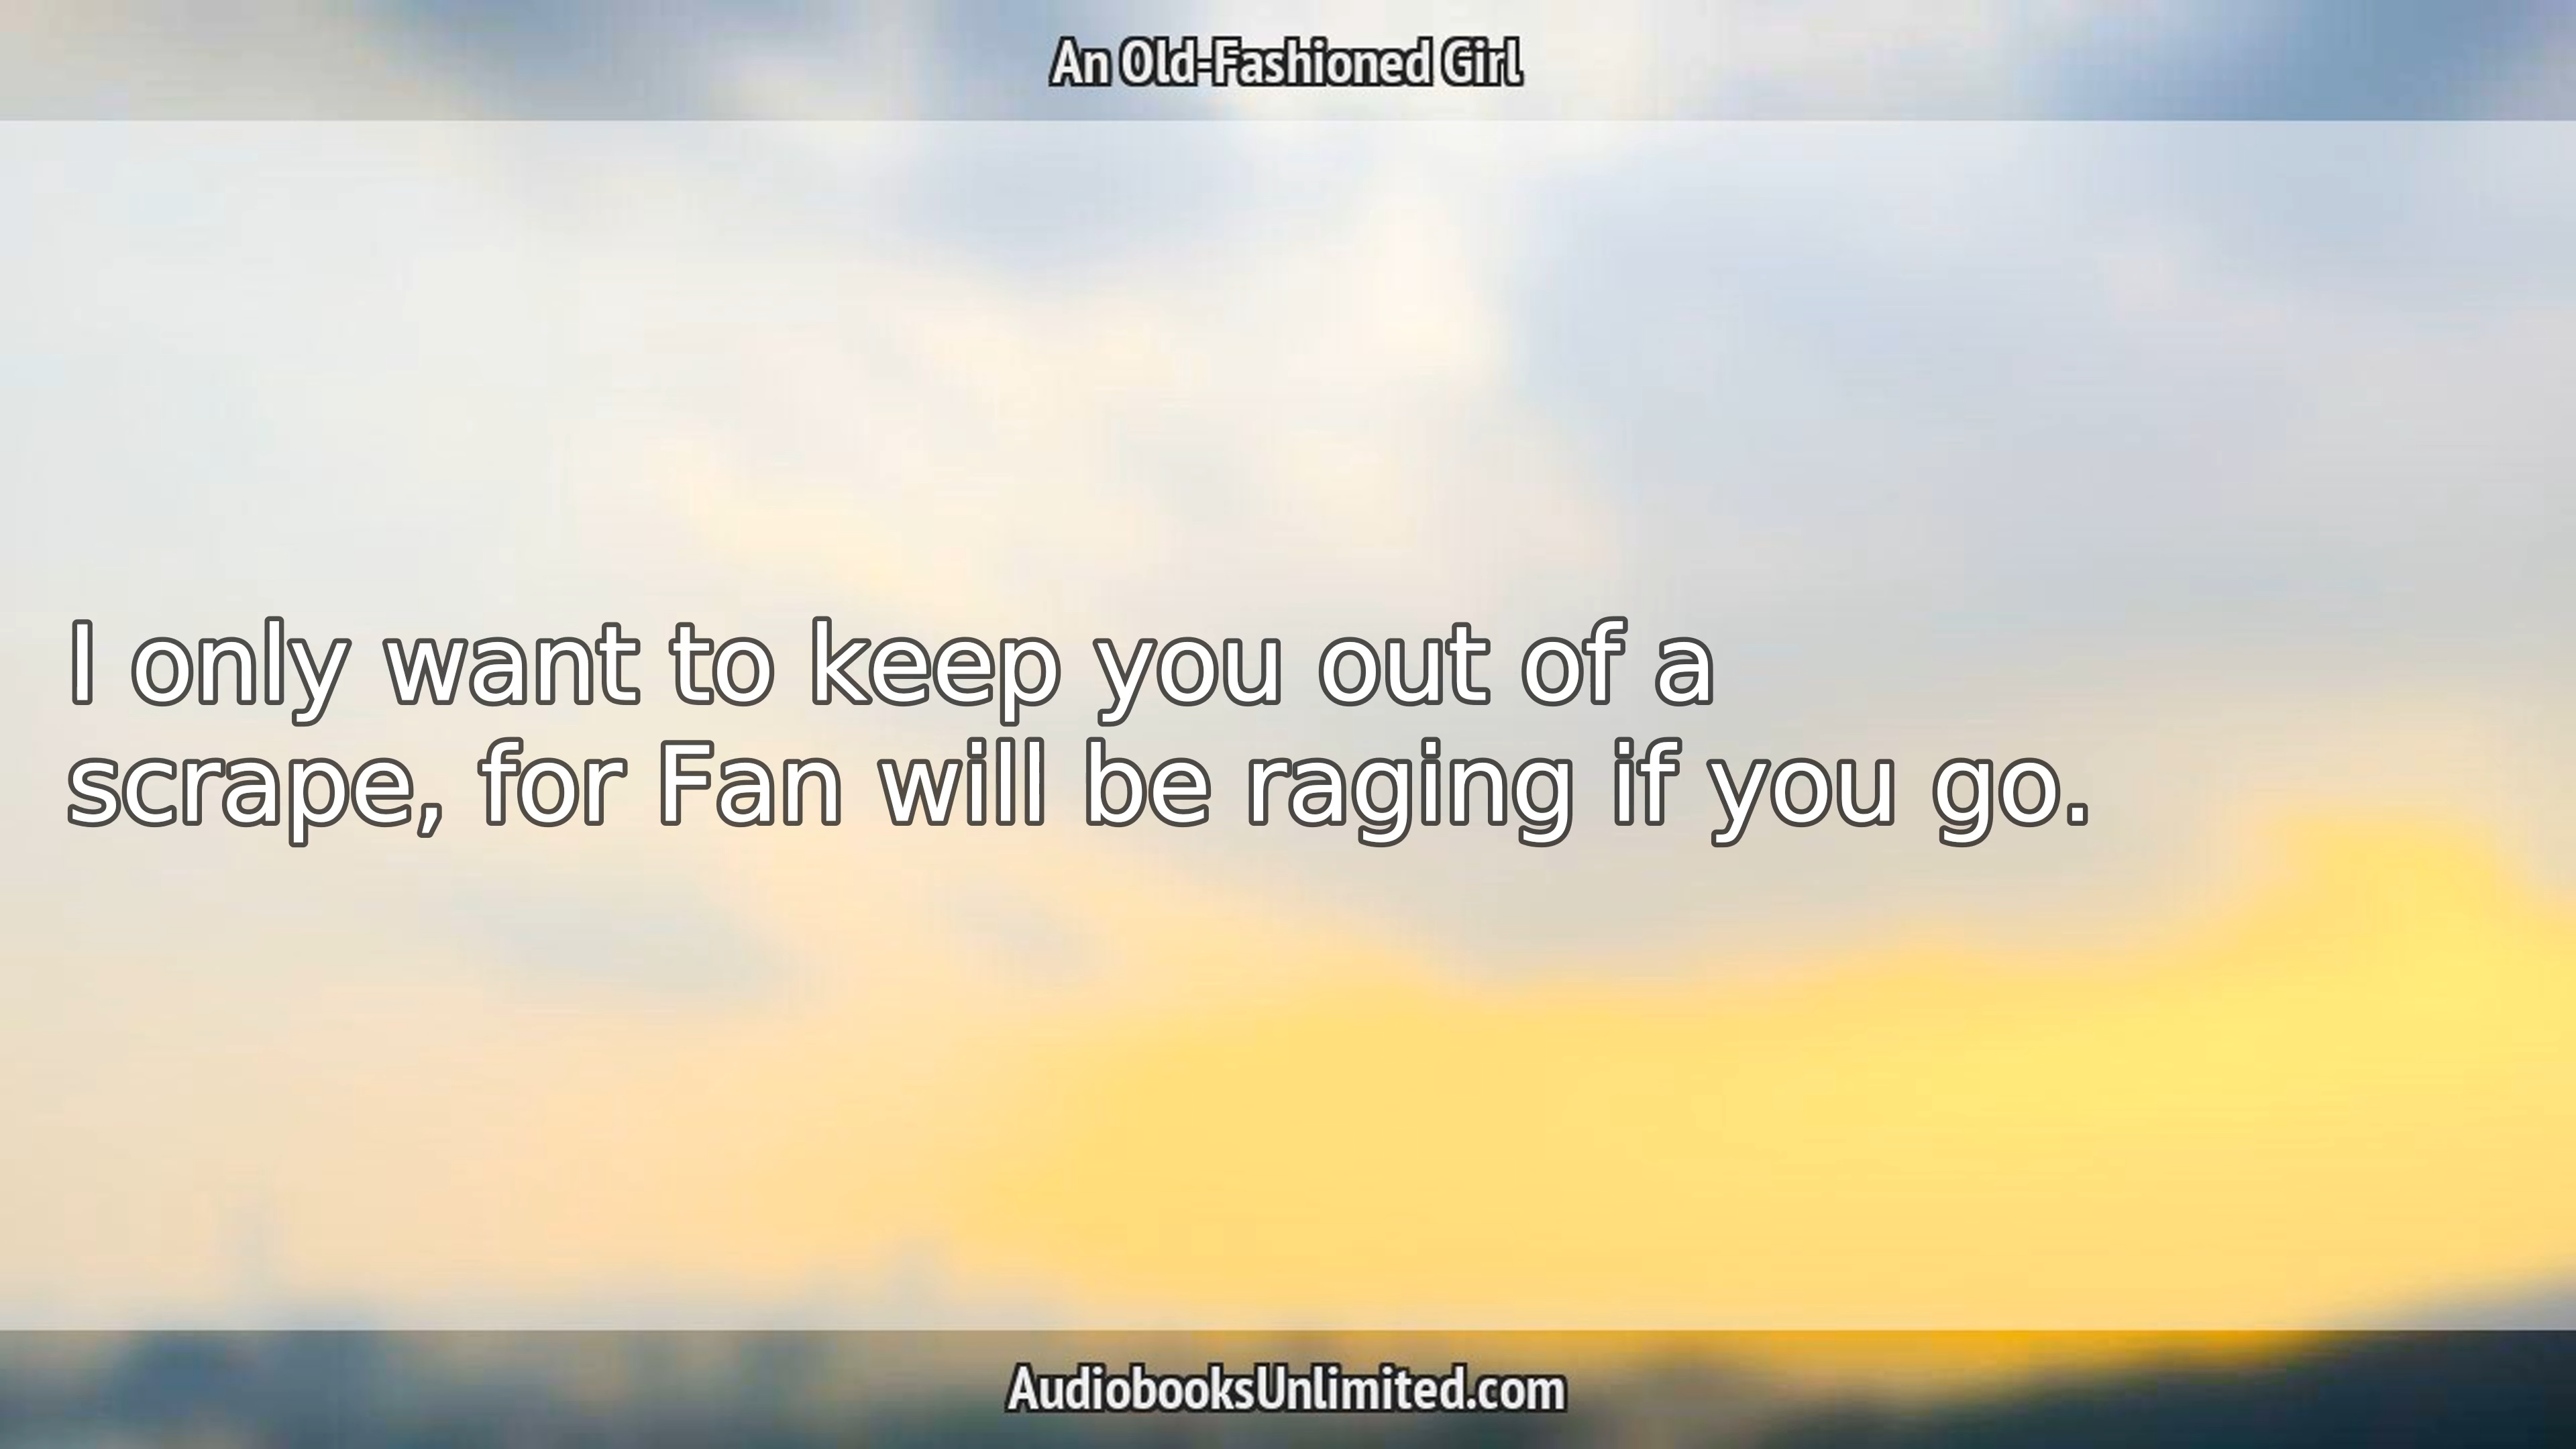 An Old-Fashioned Girl
I only want to keep you out of a
scrape, for Fan will be raging if you go.
AudiobooksUnlimited.com